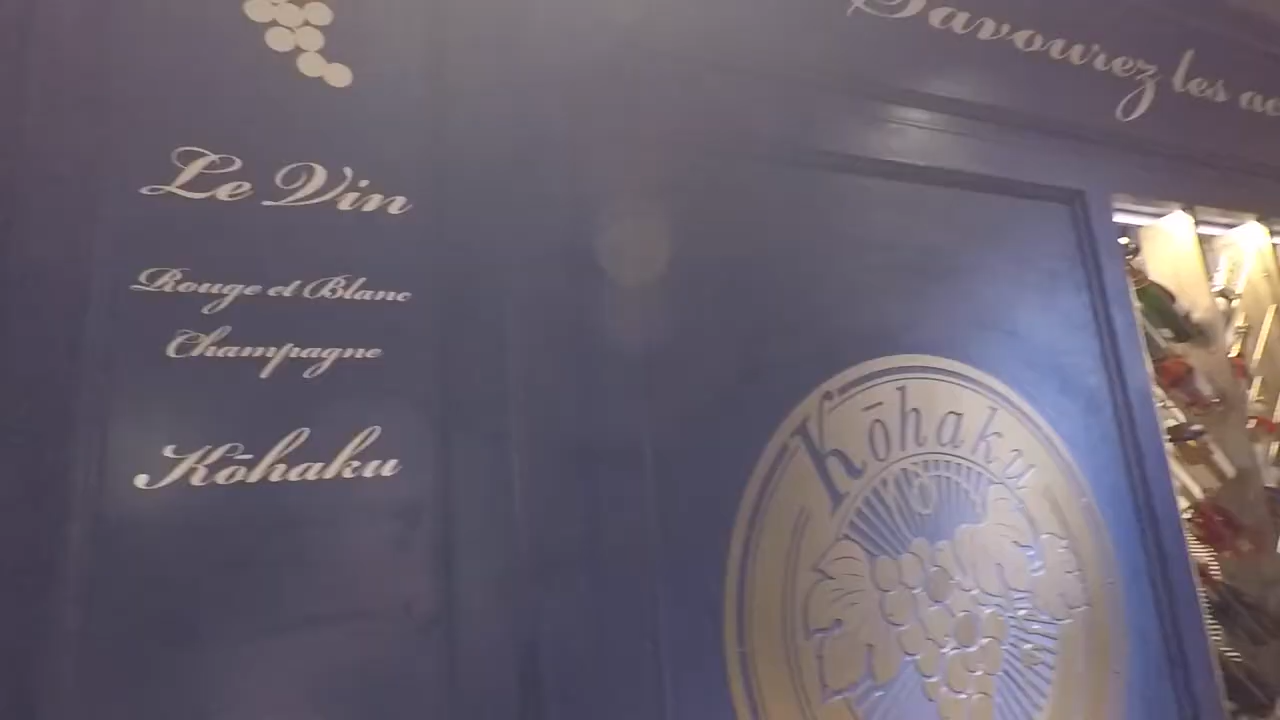 Savourez les
Le Vin
Rouge et Blanc
Champagne
Kōhaku
Kōhaku